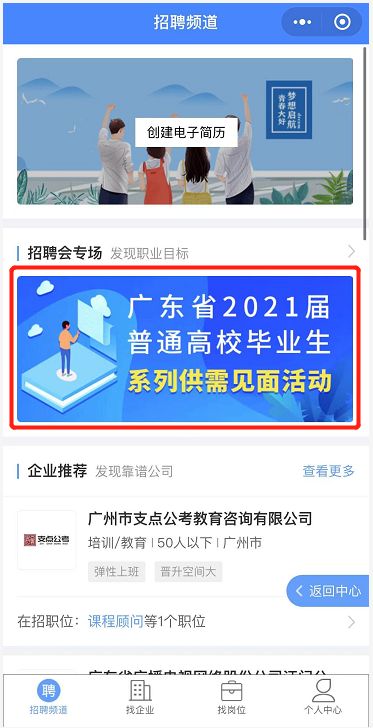 招聘频道
梦想启航
青春大好
创建电子简历
招聘会专场 发现职业目标
广东省2021届
普通高校毕业生
系列供需见面活动
企业推荐 发现靠谱公司 查看更多
支点公考
广州市支点公考教育咨询有限公司
培训/教育 | 50人以下 | 广州市
弹性上班 晋升空间大
返回中心
在招职位：课程顾问等1个职位
聘
招聘频道 找企业 找岗位 个人中心